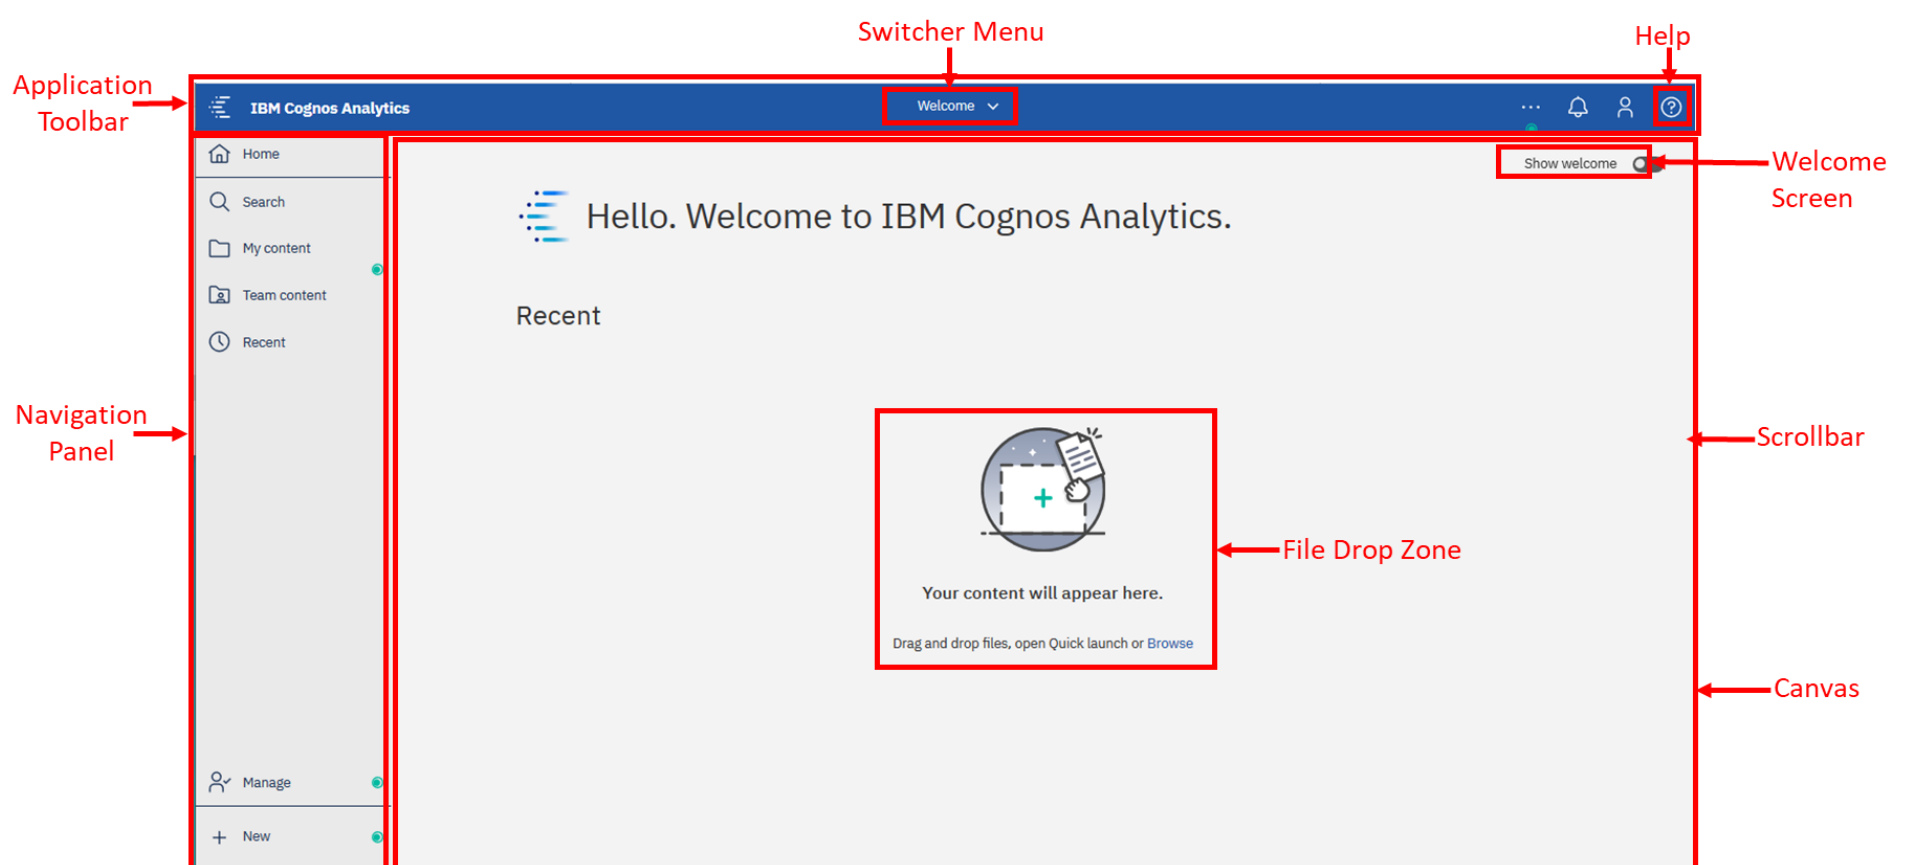 Switcher Menu
Help
Application
Toolbar
IBM Cognos Analytics
Welcome
Home
Show welcome
Welcome
Screen
Search
Hello. Welcome to IBM Cognos Analytics.
My content
Team content
Recent
Recent
Navigation
Panel
Scrollbar
File Drop Zone
Your content will appear here.
Drag and drop files, open Quick launch or Browse
Canvas
Manage
New